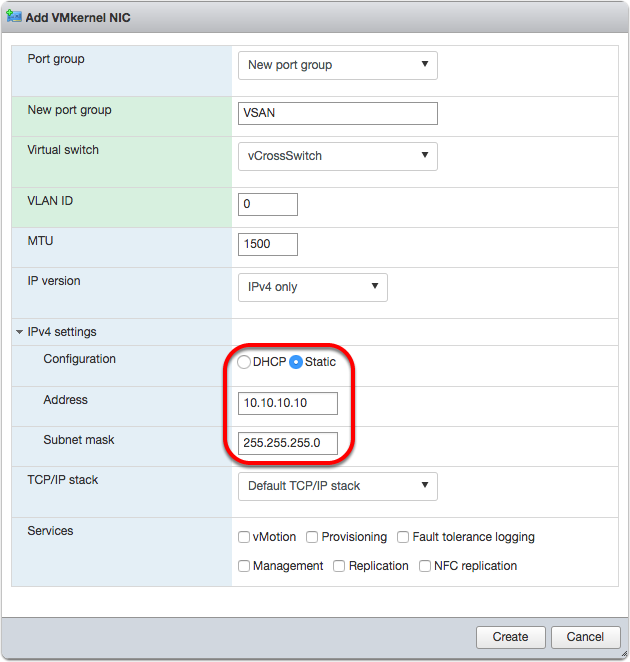 Add VMkernel NIC
Port group New port group
New port group VSAN
Virtual switch vCrossSwitch
VLAN ID 0
MTU 1500
IP version IPv4 only
IPv4 settings
Configuration DHCP Static
Address 10.10.10.10
Subnet mask 255.255.255.0
TCP/IP stack Default TCP/IP stack
Services vMotion Provisioning Fault tolerance logging
Management Replication NFC replication
Create Cancel